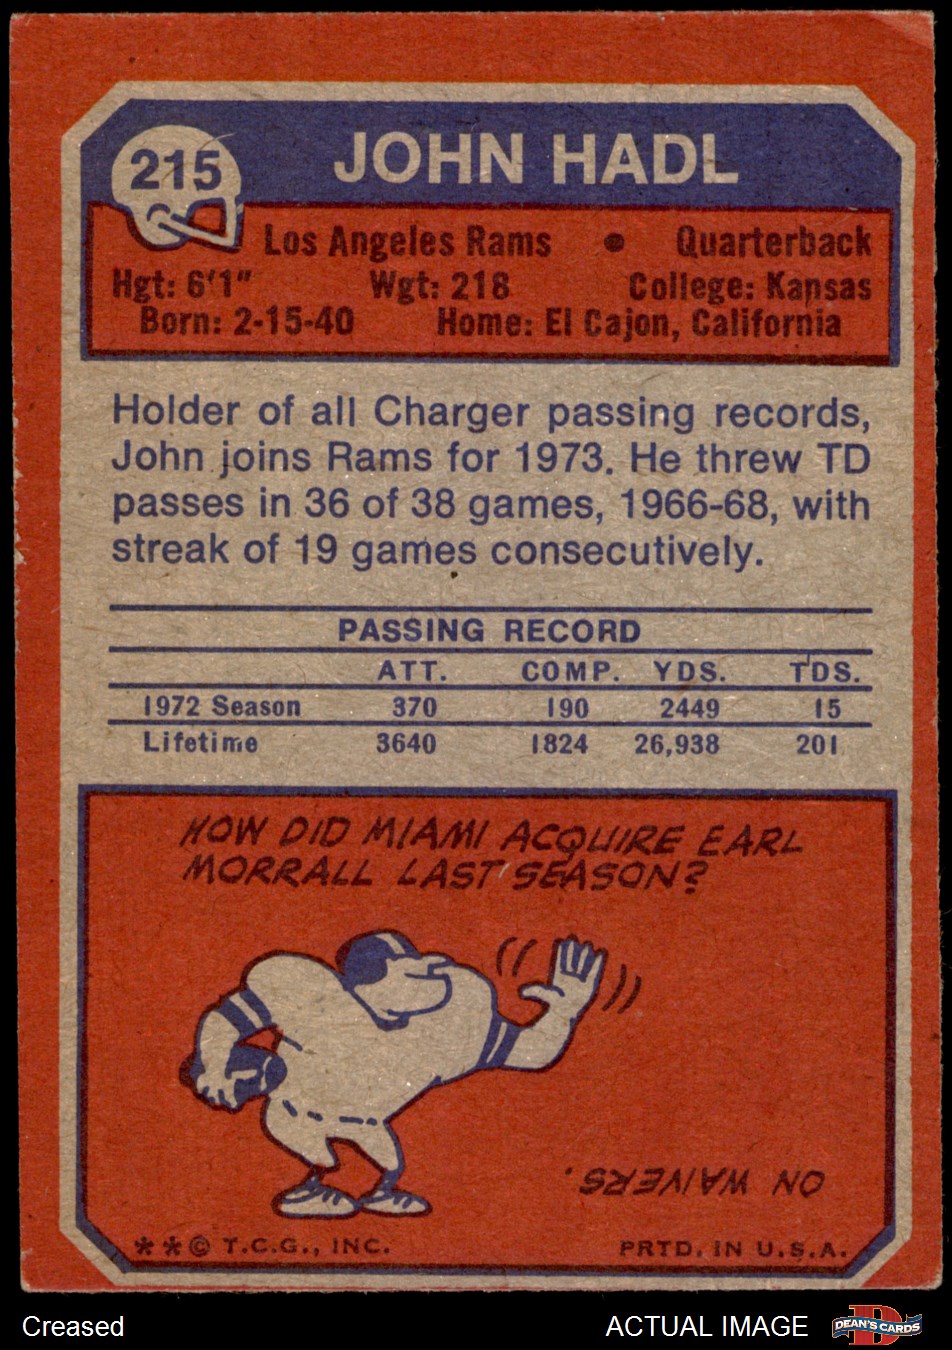 215
JOHN HADL
Los Angeles Rams • Quarterback
Hgt: 6'1" Wgt: 218 College: Kansas
Born: 2-15-40 Home: El Cajon, California
Holder of all Charger passing records,
John joins Rams for 1973. He threw TD
passes in 36 of 38 games, 1966-68, with
streak of 19 games consecutively.
PASSING RECORD
ATT. COMP. YDS. TDS.
1972 Season 370 190 2449 15
Lifetime 3640 1824 26,938 201
HOW DID MIAMI ACQUIRE EARL
MORRALL LAST SEASON?
ON WAIVERS.
**© T.C.G., INC. PRTD. IN U.S.A.
Creased ACTUAL IMAGE D DEAN'S CARDS